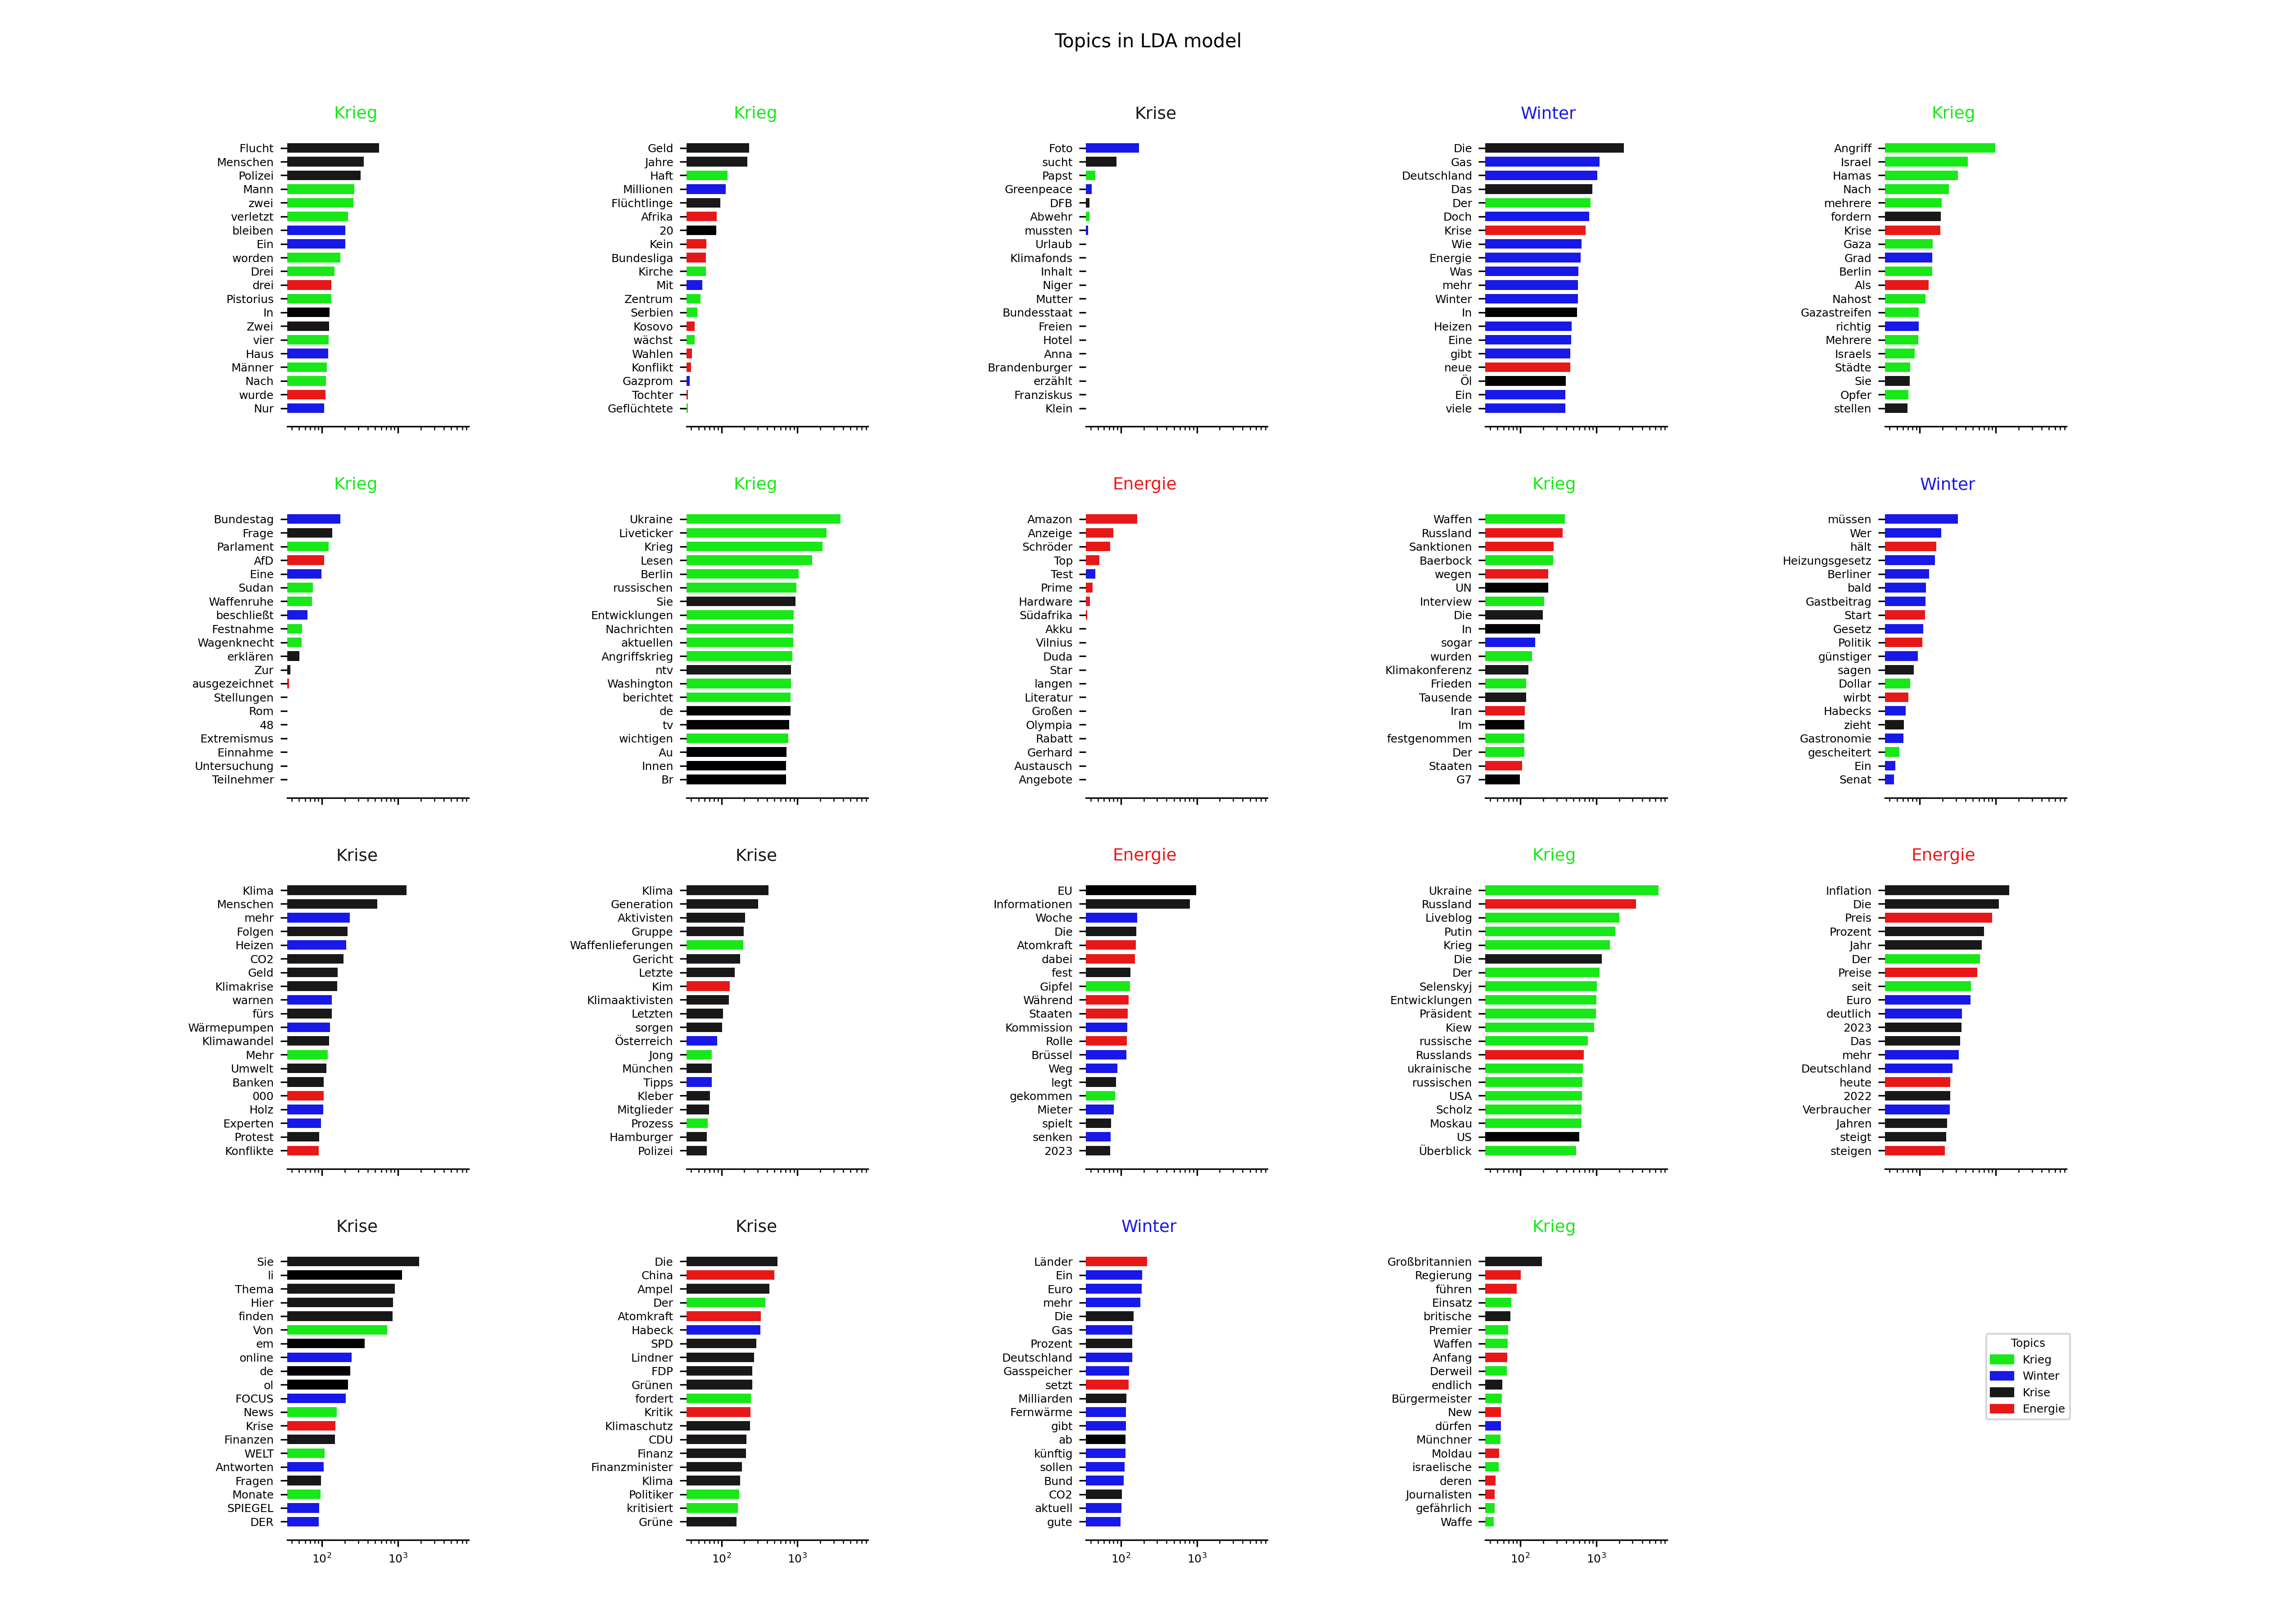 Topics in LDA model
Krieg
Flucht
Menschen
Polizei
Mann
zwei
verletzt
bleiben
Ein
worden
Drei
drei
Pistorius
In
Zwei
vier
Haus
Männer
Nach
wurde
Nur
Krieg
Geld
Jahre
Haft
Millionen
Flüchtlinge
Afrika
20
Kein
Bundesliga
Kirche
Mit
Zentrum
Serbien
Kosovo
wächst
Wahlen
Konflikt
Gazprom
Tochter
Geflüchtete
Krise
Foto
sucht
Papst
Greenpeace
DFB
Abwehr
mussten
Urlaub
Klimafonds
Inhalt
Niger
Mutter
Bundesstaat
Freien
Hotel
Anna
Brandenburger
erzählt
Franziskus
Klein
Winter
Die
Gas
Deutschland
Das
Der
Doch
Krise
Wie
Energie
Was
mehr
Winter
In
Heizen
Eine
gibt
neue
Öl
Ein
viele
Krieg
Angriff
Israel
Hamas
Nach
mehrere
fordern
Krise
Gaza
Grad
Berlin
Als
Nahost
Gazastreifen
richtig
Mehrere
Israels
Städte
Sie
Opfer
stellen
Krieg
Bundestag
Frage
Parlament
AfD
Eine
Sudan
Waffenruhe
beschließt
Festnahme
Wagenknecht
erklären
Zur
ausgezeichnet
Stellungen
Rom
48
Extremismus
Einnahme
Untersuchung
Teilnehmer
Krieg
Ukraine
Liveticker
Krieg
Lesen
Berlin
russischen
Sie
Entwicklungen
Nachrichten
aktuellen
Angriffskrieg
ntv
Washington
berichtet
de
tv
wichtigen
Au
Innen
Br
Energie
Amazon
Anzeige
Schröder
Top
Test
Prime
Hardware
Südafrika
Akku
Vilnius
Duda
Star
langen
Literatur
Großen
Olympia
Rabatt
Gerhard
Austausch
Angebote
Krieg
Waffen
Russland
Sanktionen
Baerbock
wegen
UN
Interview
Die
In
sogar
wurden
Klimakonferenz
Frieden
Tausende
Iran
Im
festgenommen
Der
Staaten
G7
Winter
müssen
Wer
hält
Heizungsgesetz
Berliner
bald
Gastbeitrag
Start
Gesetz
Politik
günstiger
sagen
Dollar
wirbt
Habecks
zieht
Gastronomie
gescheitert
Ein
Senat
Krise
Klima
Menschen
mehr
Folgen
Heizen
CO2
Geld
Klimakrise
warnen
fürs
Wärmepumpen
Klimawandel
Mehr
Umwelt
Banken
000
Holz
Experten
Protest
Konflikte
Krise
Klima
Generation
Aktivisten
Gruppe
Waffenlieferungen
Gericht
Letzte
Kim
Klimaaktivisten
Letzten
sorgen
Österreich
Jong
München
Tipps
Kleber
Mitglieder
Prozess
Hamburger
Polizei
Energie
EU
Informationen
Woche
Die
Atomkraft
dabei
fest
Gipfel
Während
Staaten
Kommission
Rolle
Brüssel
Weg
legt
gekommen
Mieter
spielt
senken
2023
Krieg
Ukraine
Russland
Liveblog
Putin
Krieg
Die
Der
Selenskyj
Entwicklungen
Präsident
Kiew
russische
Russlands
ukrainische
russischen
USA
Scholz
Moskau
US
Überblick
Energie
Inflation
Die
Preis
Prozent
Jahr
Der
Preise
seit
Euro
deutlich
2023
Das
mehr
Deutschland
heute
2022
Verbraucher
Jahren
steigt
steigen
Krise
Sie
li
Thema
Hier
finden
Von
em
online
de
ol
FOCUS
News
Krise
Finanzen
WELT
Antworten
Fragen
Monate
SPIEGEL
DER
10² 10³
Krise
Die
China
Ampel
Der
Atomkraft
Habeck
SPD
Lindner
FDP
Grünen
fordert
Kritik
Klimaschutz
CDU
Finanz
Finanzminister
Klima
Politiker
kritisiert
Grüne
10² 10³
Winter
Länder
Ein
Euro
mehr
Die
Gas
Prozent
Deutschland
Gasspeicher
setzt
Milliarden
Fernwärme
gibt
ab
künftig
sollen
Bund
CO2
aktuell
gute
10² 10³
Krieg
Großbritannien
Regierung
führen
Einsatz
britische
Premier
Waffen
Anfang
Derweil
endlich
Bürgermeister
New
dürfen
Münchner
Moldau
israelische
deren
Journalisten
gefährlich
Waffe
10² 10³
Topics
Krieg
Winter
Krise
Energie